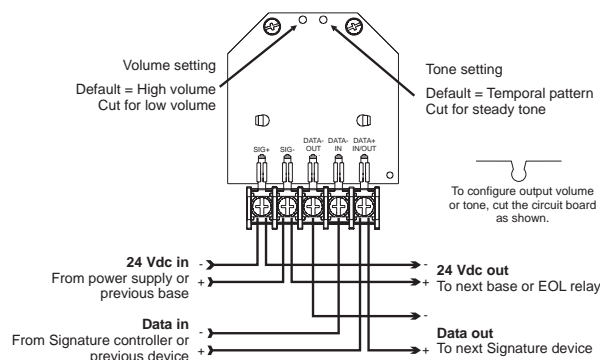 Volume setting
Default = High volume
Cut for low volume
Tone setting
Default = Temporal pattern
Cut for steady tone
SIG+
SIG-
DATA-
OUT
DATA-
IN
DATA+
IN/OUT
To configure output volume
or tone, cut the circuit board
as shown.
24 Vdc in
From power supply or
previous base
-
+
-
+
24 Vdc out
To next base or EOL relay
Data in
From Signature controller or
previous device
-
+
-
+
Data out
To next Signature device